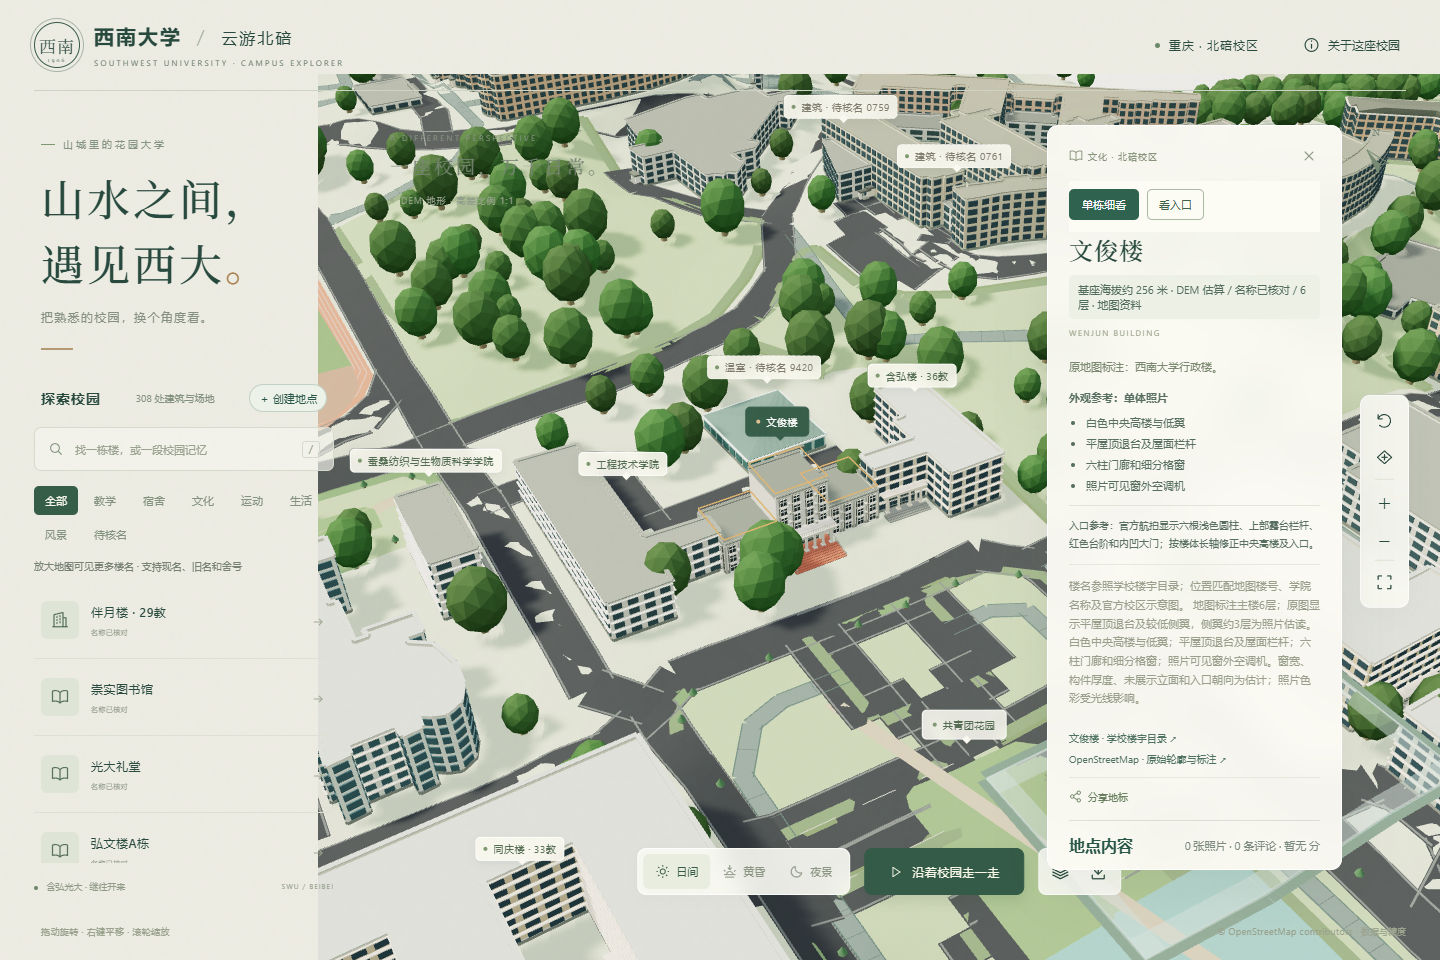 西南
1906
西南大学 / 云游北碚
SOUTHWEST UNIVERSITY · CAMPUS EXPLORER
重庆 · 北碚校区
关于这座校园
山城里的花园大学
山水之间，
遇见西大。
把熟悉的校园，换个角度看。
探索校园
308 处建筑与场地
+ 创建地点
找一栋楼，或一段校园记忆
/
全部
教学
宿舍
文化
运动
生活
风景
待核名
放大地图可见更多楼名 · 支持现名、旧名和舍号
伴月楼 · 29教
名称已核对
崇实图书馆
名称已核对
光大礼堂
名称已核对
弘文楼A栋
含弘光大 · 继往开来
SWU / BEIBEI
拖动旋转 · 右键平移 · 滚轮缩放
DIFFERENT PERSPECTIVE
建筑 · 待核名 0759
建筑 · 待核名 0761
温室 · 待核名 9420
含弘楼 · 36教
文俊楼
蚕桑纺织与生物质科学学院
工程技术学院
共青团花园
同庆楼 · 33教
日间
黄昏
夜景
沿着校园走一走
文化 · 北碚校区
单栋细看
看入口
文俊楼
基座海拔约 256 米 · DEM 估算 / 名称已核对 / 6
层 · 地图资料
WENJUN BUILDING
原地图标注：西南大学行政楼。
外观参考：单体照片
白色中央高楼与低翼
平屋顶退台及屋面栏杆
六柱门廊和细分格窗
照片可见窗外空调机
入口参考：官方航拍显示六根浅色圆柱、上部露台栏杆、
红色台阶和内凹大门；按楼体长轴修正中央高楼及入口。
楼名参照学校楼宇目录；位置匹配地图楼号、学院
名称及官方校区示意图。 地图标注主楼6层；原图显
示平屋顶退台及较低侧翼，侧翼约3层为照片估读。
白色中央高楼与低翼；平屋顶退台及屋面栏杆；六
柱门廊和细分格窗；照片可见窗外空调机。窗宽、
构件厚度、未展示立面和入口朝向为估计；照片色
彩受光线影响。
文俊楼 · 学校楼宇目录 ↗
OpenStreetMap · 原始轮廓与标注 ↗
分享地标
地点内容
0 张照片 · 0 条评论 · 暂无 分
© OpenStreetMap contributors · 数据与精度